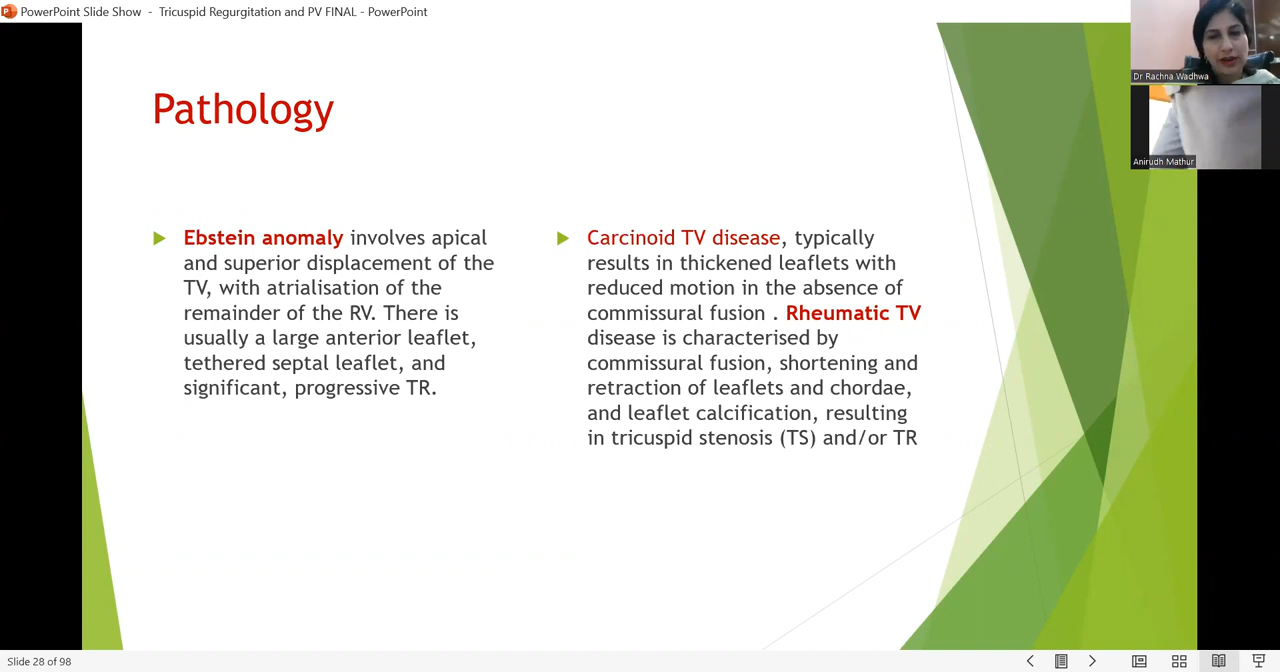 PowerPoint Slide Show - Tricuspid Regurgitation and PV FINAL - PowerPoint
Dr Rachna Wadhwa
Anirudh Mathur
Pathology
Ebstein anomaly involves apical
and superior displacement of the
TV, with atrialisation of the
remainder of the RV. There is
usually a large anterior leaflet,
tethered septal leaflet, and
significant, progressive TR.
Carcinoid TV disease, typically
results in thickened leaflets with
reduced motion in the absence of
commissural fusion . Rheumatic TV
disease is characterised by
commissural fusion, shortening and
retraction of leaflets and chordae,
and leaflet calcification, resulting
in tricuspid stenosis (TS) and/or TR
Slide 28 of 98